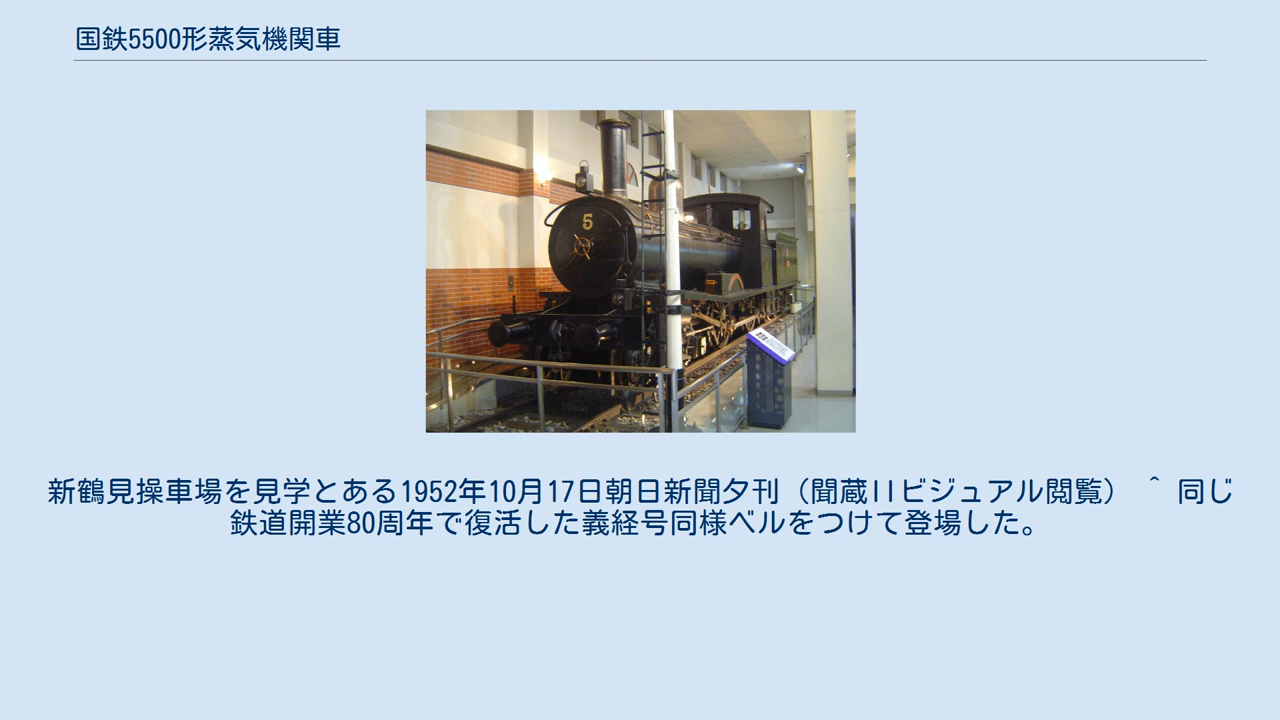 国鉄5500形蒸気機関車
5
新鶴見操車場を見学とある1952年10月17日朝日新聞夕刊（聞蔵IIビジュアル閲覧） ^ 同じ
鉄道開業80周年で復活した義経号同様ベルをつけて登場した。